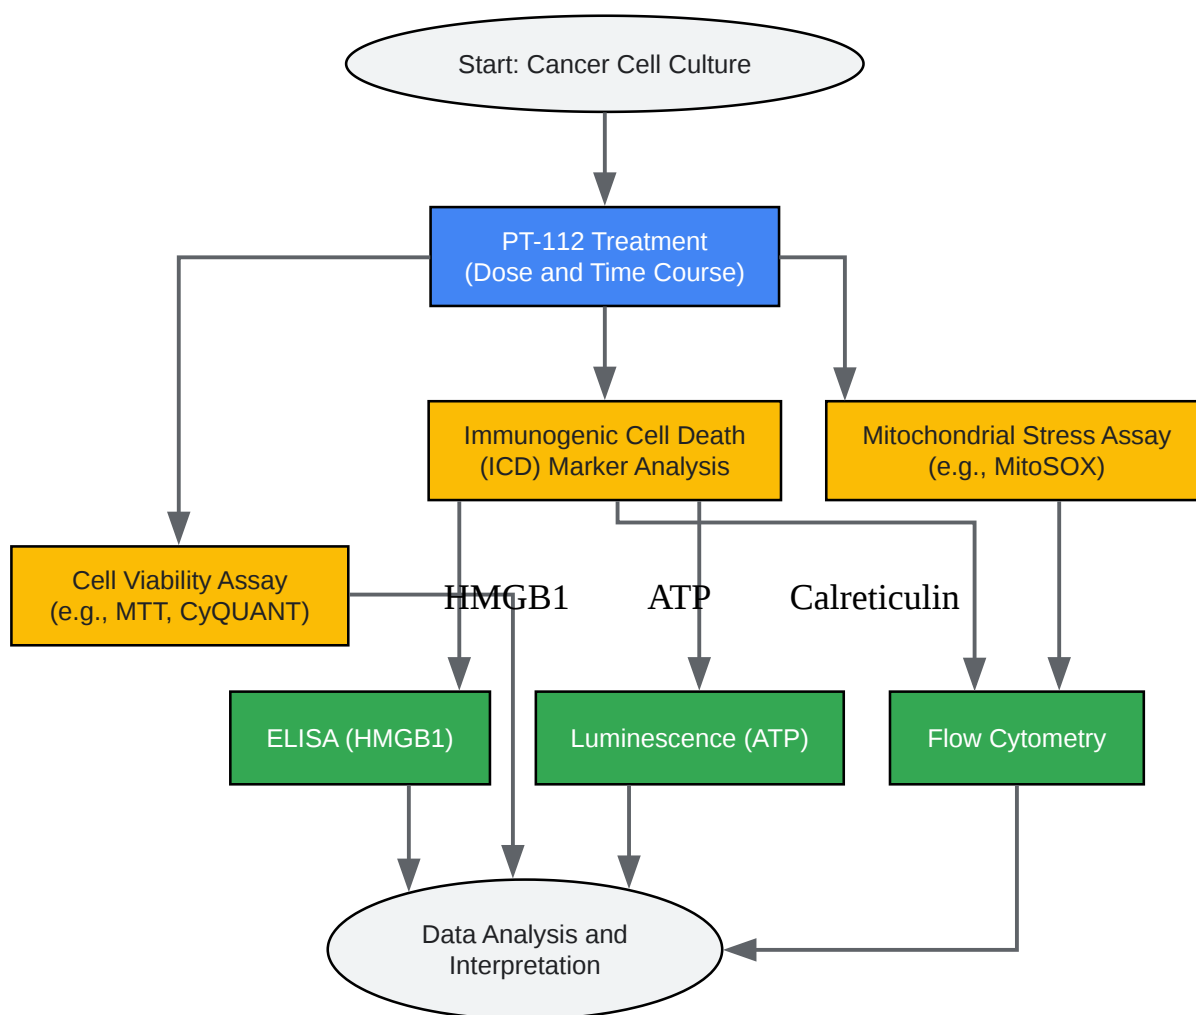 Start: Cancer Cell Culture
PT-112 Treatment
(Dose and Time Course)
Immunogenic Cell Death
(ICD) Marker Analysis
Mitochondrial Stress Assay
(e.g., MitoSOX)
Cell Viability Assay
(e.g., MTT, CyQUANT)
HMGB1
ATP
Calreticulin
ELISA (HMGB1)
Luminescence (ATP)
Flow Cytometry
Data Analysis and
Interpretation